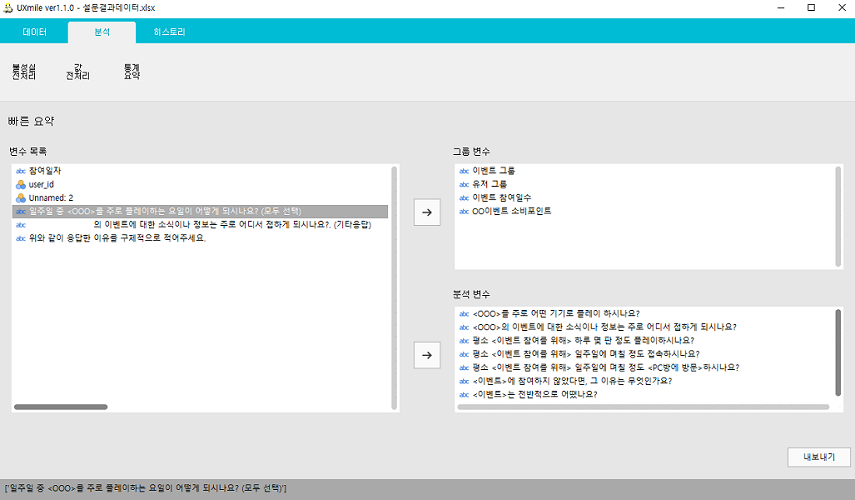 UXmile ver1.1.0 - 설문결과데이터.xlsx
데이터 분석 히스토리
불성실 전처리
값 전처리
통계 요약
빠른 요약
변수 목록
abc 참여일자
user_id
Unnamed: 2
abc 일주일 중 <OOO>를 주로 플레이하는 요일이 어떻게 되시나요? (모두 선택)
abc 의 이벤트에 대한 소식이나 정보는 주로 어디서 접하게 되시나요?. (기타응답)
abc 위와 같이 응답한 이유를 구체적으로 적어주세요.
그룹 변수
abc 이벤트 그룹
abc 유저 그룹
abc 이벤트 참여일수
abc OO이벤트 소비포인트
분석 변수
abc <OOO>를 주로 어떤 기기로 플레이 하시나요?
abc <OOO>의 이벤트에 대한 소식이나 정보는 주로 어디서 접하게 되시나요?
abc 평소 <이벤트 참여를 위해> 하루 몇 판 정도 플레이하시나요?
abc 평소 <이벤트 참여를 위해> 일주일에 며칠 정도 접속하시나요?
abc 평소 <이벤트 참여를 위해> 일주일에 며칠 정도 <PC방에 방문>하시나요?
abc <이벤트>에 참여하지 않았다면, 그 이유는 무엇인가요?
abc <이벤트>는 전반적으로 어땠나요?
내보내기
['일주일 중 <OOO>를 주로 플레이하는 요일이 어떻게 되시나요? (모두 선택)']